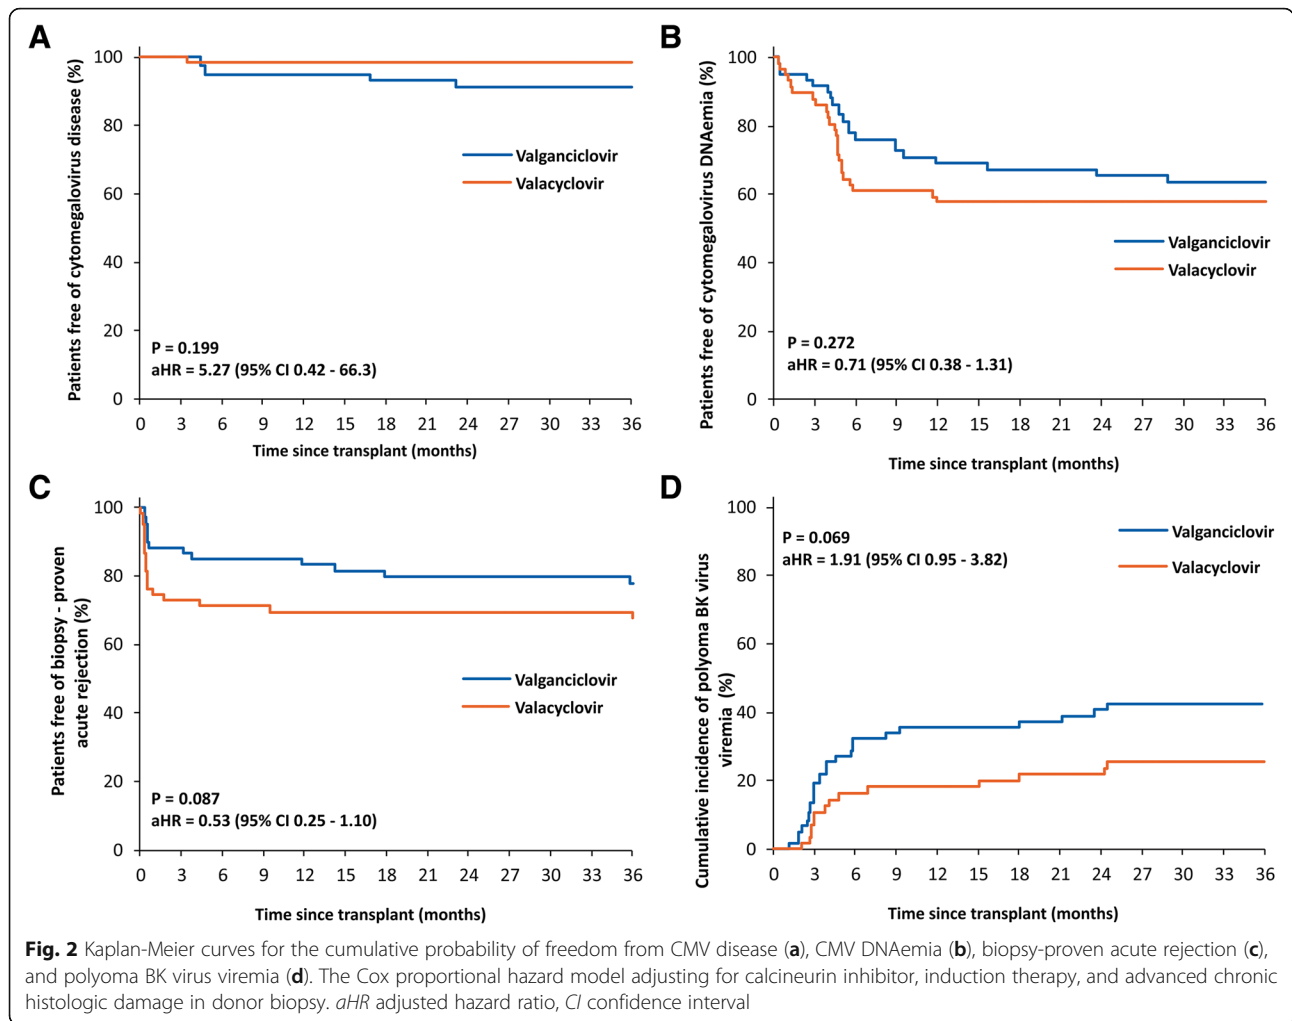 A
Patients free of cytomegalovirus disease (%)
100
80
60
40
20
0
Valganciclovir
Valacyclovir
P = 0.199
aHR = 5.27 (95% CI 0.42 - 66.3)
0 3 6 9 12 15 18 21 24 27 30 33 36
Time since transplant (months)
B
Patients free of cytomegalovirus DNAemia (%)
100
80
60
40
20
0
Valganciclovir
Valacyclovir
P = 0.272
aHR = 0.71 (95% CI 0.38 - 1.31)
0 3 6 9 12 15 18 21 24 27 30 33 36
Time since transplant (months)
C
Patients free of biopsy - proven
acute rejection (%)
100
80
60
40
20
0
Valganciclovir
Valacyclovir
P = 0.087
aHR = 0.53 (95% CI 0.25 - 1.10)
0 3 6 9 12 15 18 21 24 27 30 33 36
Time since transplant (months)
D
Cumulative incidence of polyoma BK virus
viremia (%)
100
80
60
40
20
0
P = 0.069
aHR = 1.91 (95% CI 0.95 - 3.82)
Valganciclovir
Valacyclovir
0 3 6 9 12 15 18 21 24 27 30 33 36
Time since transplant (months)
Fig. 2 Kaplan-Meier curves for the cumulative probability of freedom from CMV disease (a), CMV DNAemia (b), biopsy-proven acute rejection (c),
and polyoma BK virus viremia (d). The Cox proportional hazard model adjusting for calcineurin inhibitor, induction therapy, and advanced chronic
histologic damage in donor biopsy. aHR adjusted hazard ratio, CI confidence interval